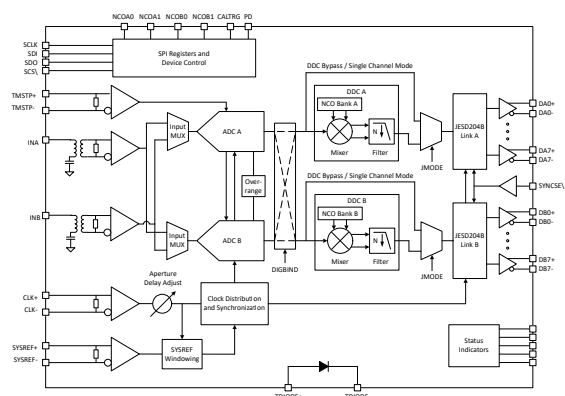 NCOA0 NCOA1 NCOB0 NCOB1 CALTRG PD
SCLK
SDI
SDO
SCS\
SPI Registers and
Device Control
TMSTP+
TMSTP-
INA
Input
MUX
ADC A
Over-
range
DDC Bypass / Single Channel Mode
DDC A
NCO Bank A
N
Mixer
Filter
JMODE
JESD204B
Link A
DA0+
DA0-
DA7+
DA7-
SYNCSE\
DDC Bypass / Single Channel Mode
INB
Input
MUX
ADC B
DIGBIND
DDC B
NCO Bank B
N
Mixer
Filter
JMODE
JESD204B
Link B
DB0+
DB0-
DB7+
DB7-
Aperture
Delay Adjust
CLK+
CLK-
Clock Distribution
and Synchronization
SYSREF+
SYSREF-
SYSREF
Windowing
Status
Indicators